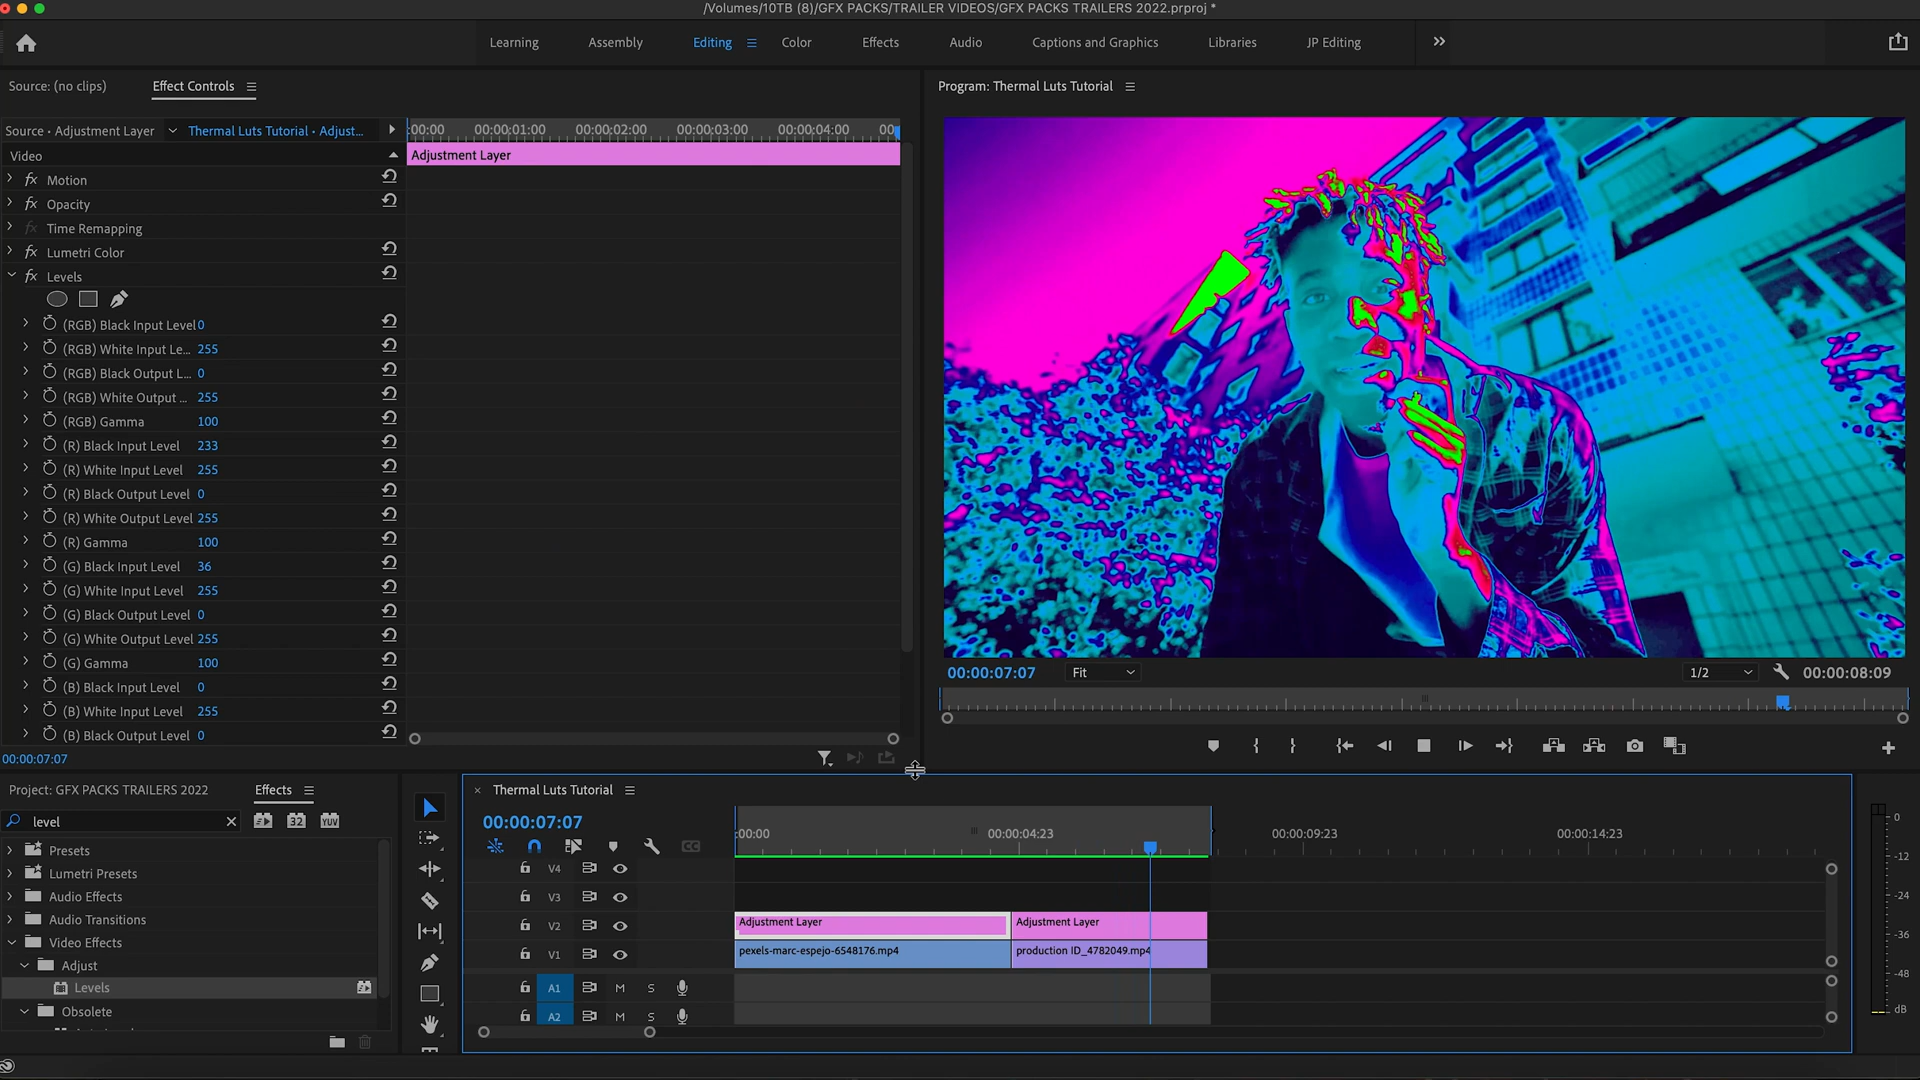 /Volumes/10TB (8)/GFX PACKS/TRAILER VIDEOS/GFX PACKS TRAILERS 2022.prproj *
Learning
Assembly
Editing
Color
Effects
Audio
Captions and Graphics
Libraries
JP Editing
Source: (no clips)
Effect Controls
Program: Thermal Luts Tutorial
Source • Adjustment Layer
Thermal Luts Tutorial • Adjust...
:00:00
00;00;01;00
00;00;02;00
00;00;03;00
00;00;04;00
00;
Video
Adjustment Layer
fx Motion
fx Opacity
fx Time Remapping
fx Lumetri Color
fx Levels
(RGB) Black Input Level 0
(RGB) White Input Le... 255
(RGB) Black Output L... 0
(RGB) White Output ... 255
(RGB) Gamma 100
(R) Black Input Level 233
(R) White Input Level 255
(R) Black Output Level 0
(R) White Output Level 255
(R) Gamma 100
(G) Black Input Level 36
(G) White Input Level 255
(G) Black Output Level 0
(G) White Output Level 255
(G) Gamma 100
(B) Black Input Level 0
(B) White Input Level 255
(B) Black Output Level 0
00:00:07:07
00:00:07:07
Fit
1/2
00:00:08:09
Project: GFX PACKS TRAILERS 2022
Effects
level
32
YUV
Presets
Lumetri Presets
Audio Effects
Audio Transitions
Video Effects
Adjust
Levels
Obsolete
Thermal Luts Tutorial
00:00:07:07
CC
:00:00
00:00:04:23
00:00:09:23
00:00:14:23
V4
V3
V2
Adjustment Layer
Adjustment Layer
V1
pexels-marc-espejo-6548176.mp4
production ID_4782049.mp4
A1
M
S
A2
M
S
0
-12
-24
-36
-48
dB